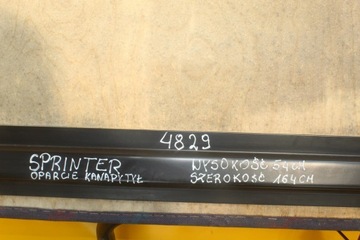 4829
SPRINTER WYSOKOŚĆ 54CM
OPARCIE KANAPY TYŁ SZEROKOŚĆ 164CM